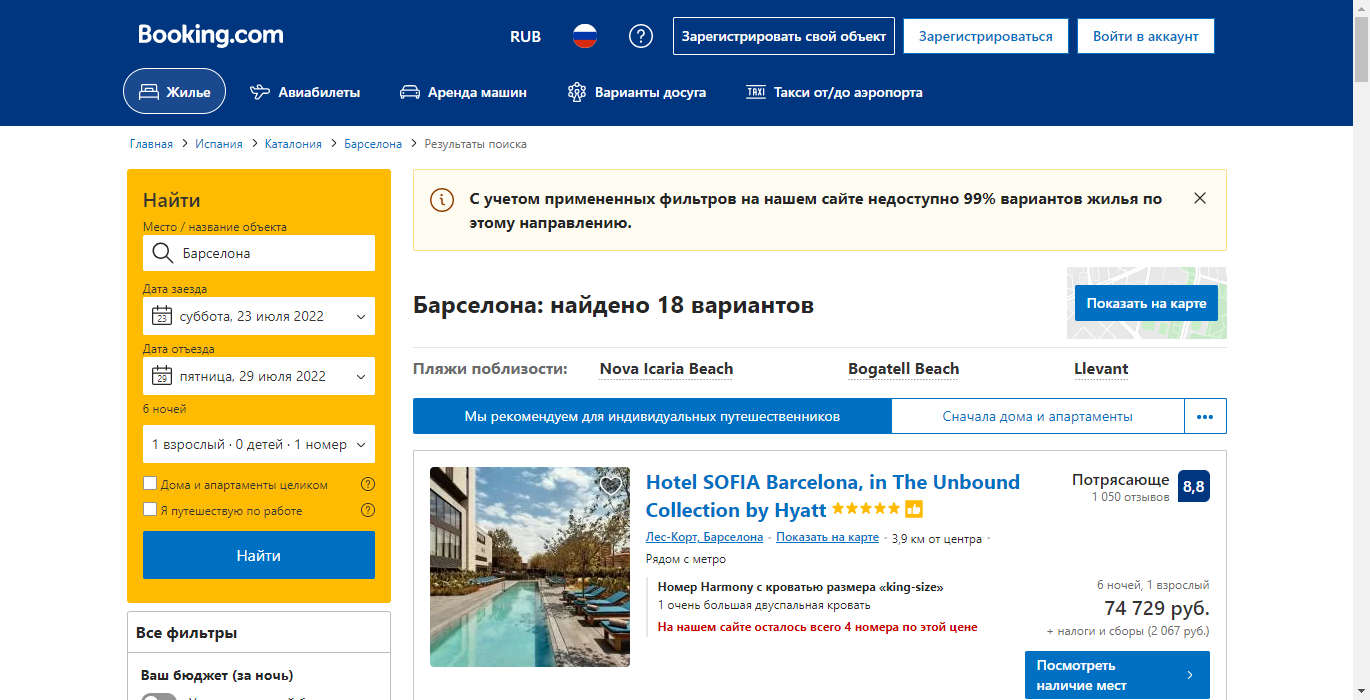 Booking.com
RUB
Зарегистрировать свой объект
Зарегистрироваться
Войти в аккаунт
Жилье
Авиабилеты
Аренда машин
Варианты досуга
TAXI
Такси от/до аэропорта
Главная > Испания > Каталония > Барселона > Результаты поиска
Найти
Место / название объекта
Барселона
Дата заезда
23
суббота, 23 июля 2022
Дата отъезда
29
пятница, 29 июля 2022
6 ночей
1 взрослый · 0 детей · 1 номер
Дома и апартаменты целиком
Я путешествую по работе
Найти
Все фильтры
Ваш бюджет (за ночь)
С учетом примененных фильтров на нашем сайте недоступно 99% вариантов жилья по
этому направлению.
Барселона: найдено 18 вариантов
Показать на карте
Пляжи поблизости:
Nova Icaria Beach
Bogatell Beach
Llevant
Мы рекомендуем для индивидуальных путешественников
Сначала дома и апартаменты
Hotel SOFIA Barcelona, in The Unbound
Collection by Hyatt
Потрясающе
1 050 отзывов
8,8
Лес-Корт, Барселона · Показать на карте · 3,9 км от центра ·
Рядом с метро
Номер Harmony с кроватью размера «king-size»
1 очень большая двуспальная кровать
На нашем сайте осталось всего 4 номера по этой цене
6 ночей, 1 взрослый
74 729 руб.
+ налоги и сборы (2 067 руб.)
Посмотреть
наличие мест